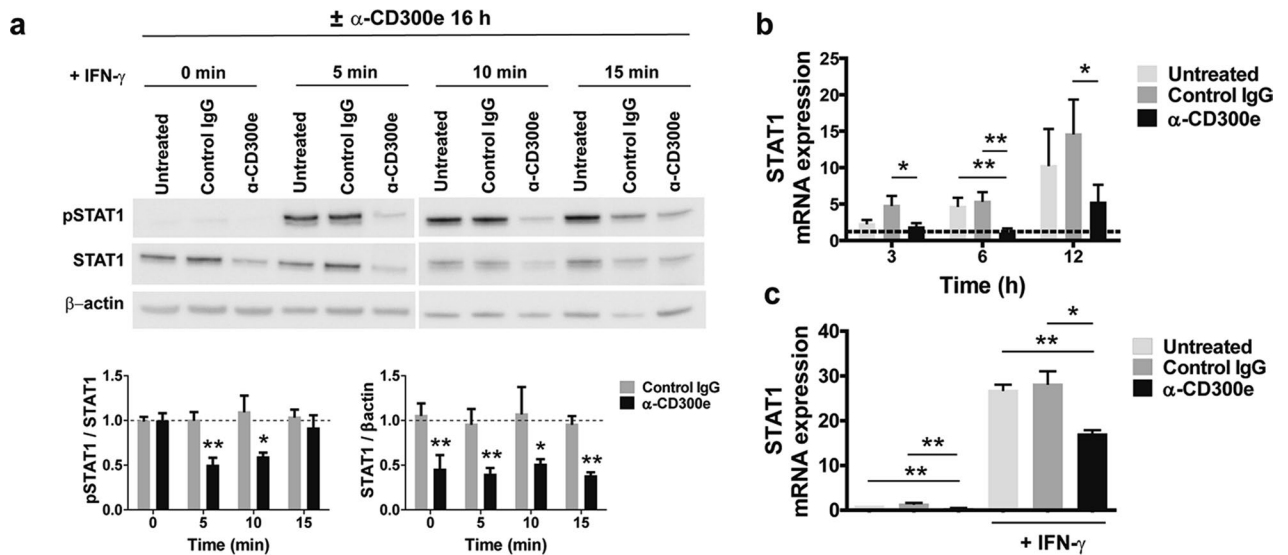 a
± α-CD300e 16 h
+ IFN-γ
0 min 5 min 10 min 15 min
Untreated Control IgG α-CD300e Untreated Control IgG α-CD300e Untreated Control IgG α-CD300e Untreated Control IgG α-CD300e
pSTAT1
STAT1
β–actin
pSTAT1 / STAT1
1.5
1.0
0.5
0.0
** *
0 5 10 15
Time (min)
STAT1 / βactin
1.5
1.0
0.5
0.0
** ** * **
0 5 10 15
Time (min)
Control IgG
α-CD300e
b
STAT1
mRNA expression
25
20
15
10
5
0
*
**
**
*
3 6 12
Time (h)
Untreated
Control IgG
α-CD300e
c
STAT1
mRNA expression
40
30
20
10
0
**
**
*
**
+ IFN-γ
Untreated
Control IgG
α-CD300e